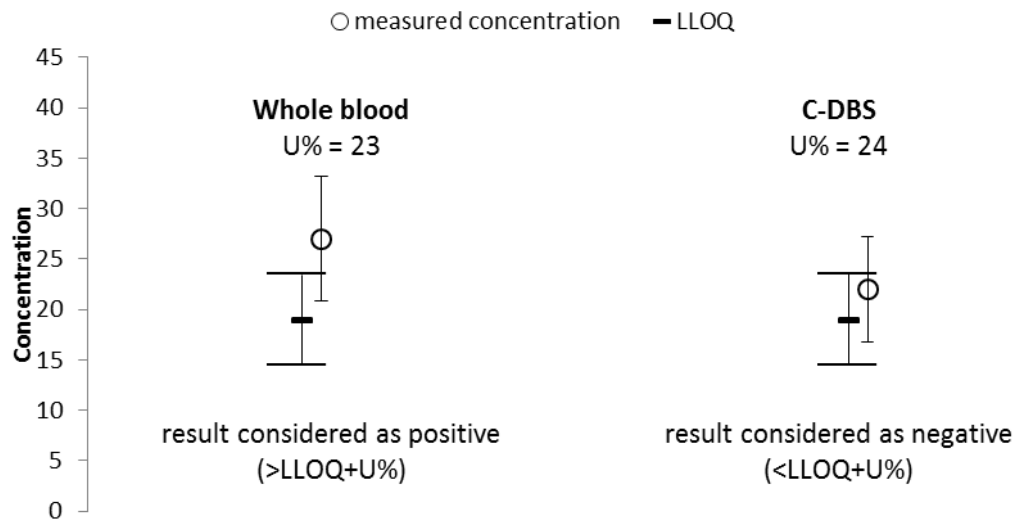 measured concentration LLOQ
45
40
35
30
25
20
15
10
5
0
Concentration
Whole blood
U% = 23
result considered as positive
(>LLOQ+U%)
C-DBS
U% = 24
result considered as negative
(<LLOQ+U%)